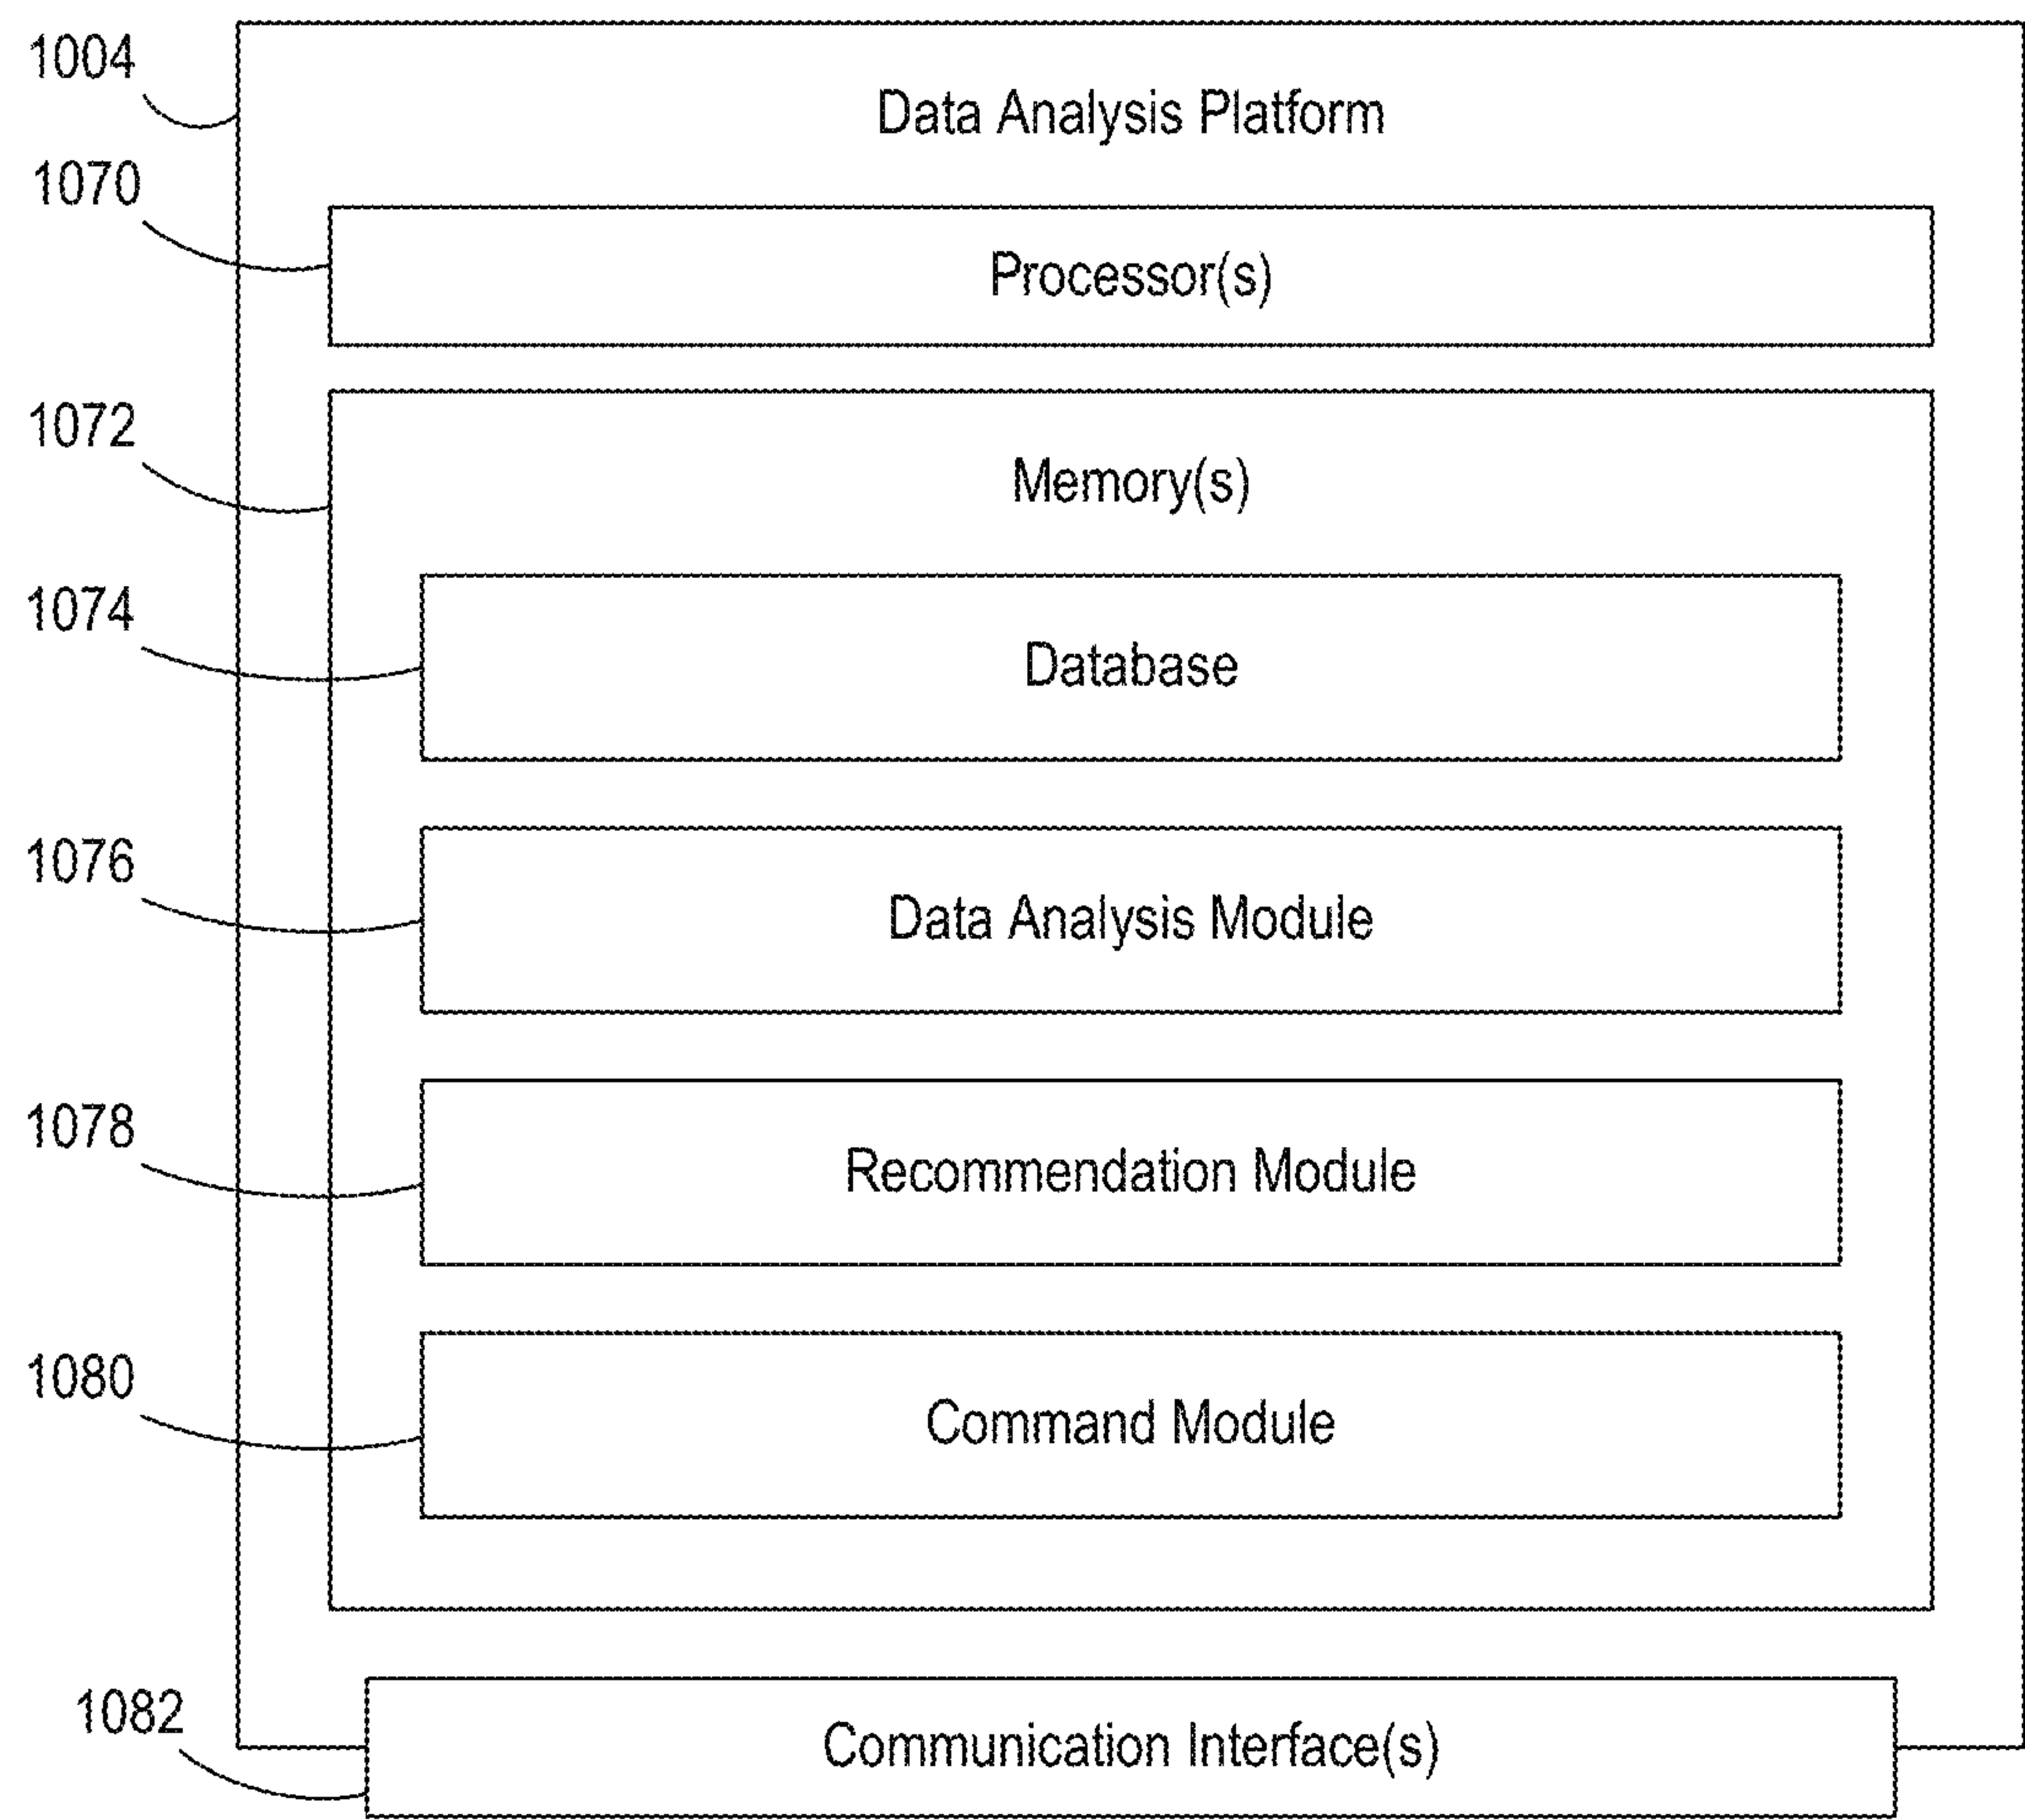 1004
Data Analysis Platform
1070
Processor(s)
1072
Memory(s)
1074
Database
1076
Data Analysis Module
1078
Recommendation Module
1080
Command Module
1082
Communication Interface(s)